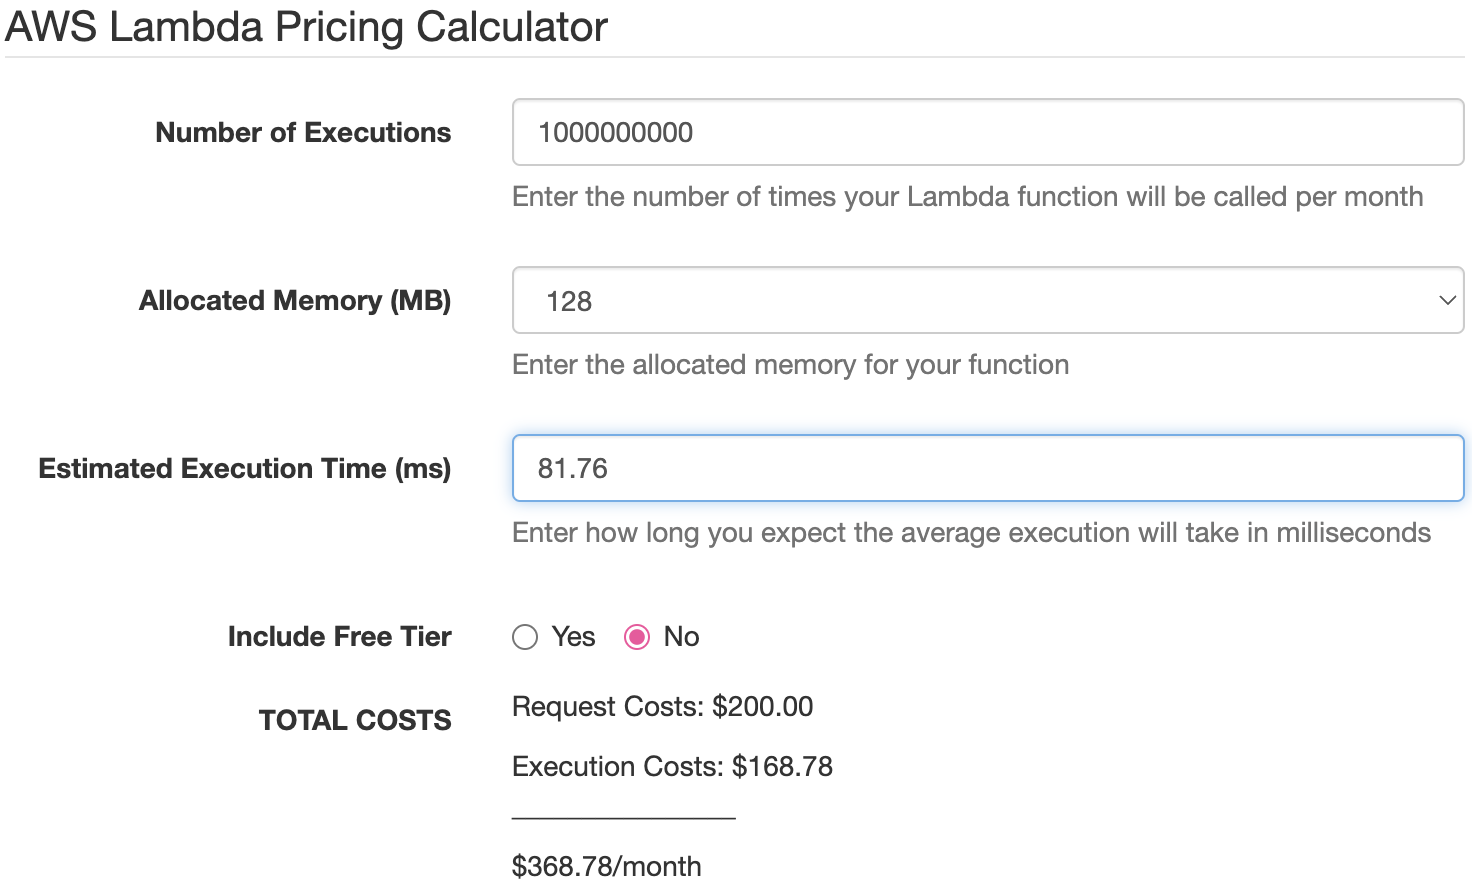 AWS Lambda Pricing Calculator
Number of Executions
1000000000
Enter the number of times your Lambda function will be called per month
Allocated Memory (MB)
128
Enter the allocated memory for your function
Estimated Execution Time (ms)
81.76
Enter how long you expect the average execution will take in milliseconds
Include Free Tier
Yes No
TOTAL COSTS
Request Costs: $200.00
Execution Costs: $168.78
$368.78/month